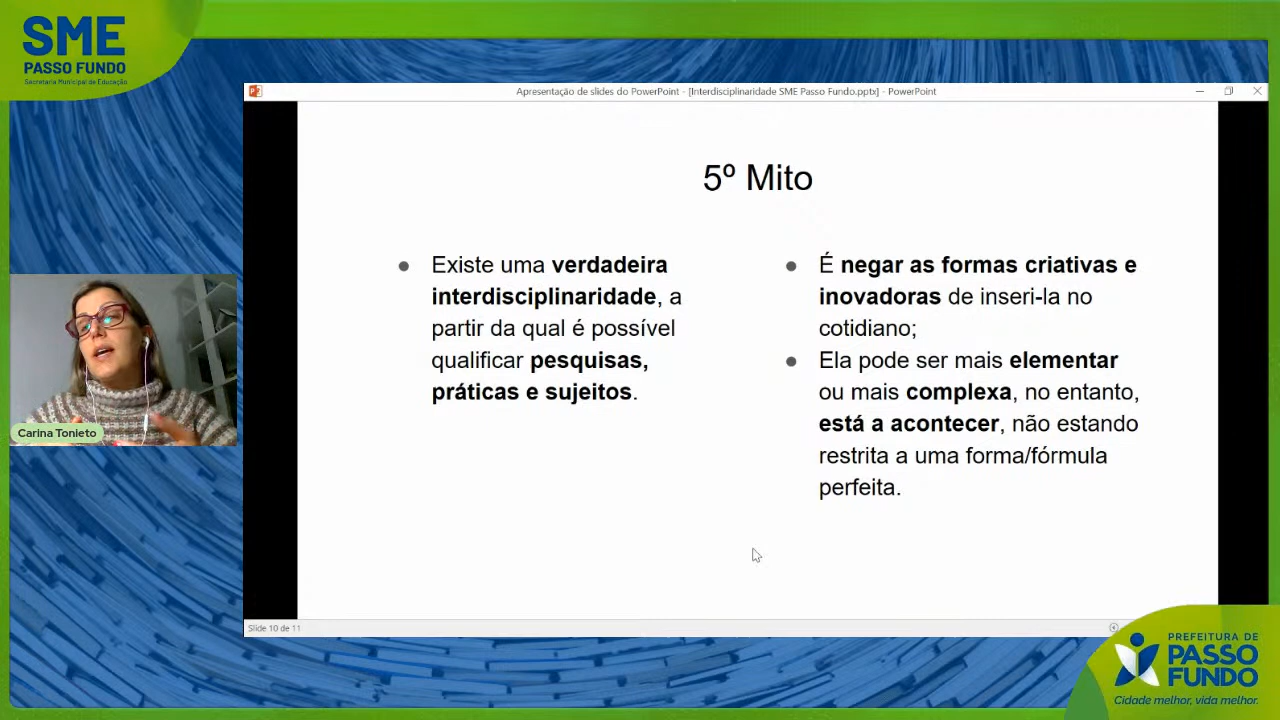 SME
PASSO FUNDO
Secretaria Municipal de Educação
Apresentação de slides do PowerPoint - [Interdisciplinaridade SME Passo Fundo.pptx] - PowerPoint
5º Mito
● Existe uma verdadeira
interdisciplinaridade, a
partir da qual é possível
qualificar pesquisas,
práticas e sujeitos.
● É negar as formas criativas e
inovadoras de inseri-la no
cotidiano;
● Ela pode ser mais elementar
ou mais complexa, no entanto,
está a acontecer, não estando
restrita a uma forma/fórmula
perfeita.
Carina Tonieto
Slide 10 de 11
PREFEITURA DE
PASSO
FUNDO
Cidade melhor, vida melhor.